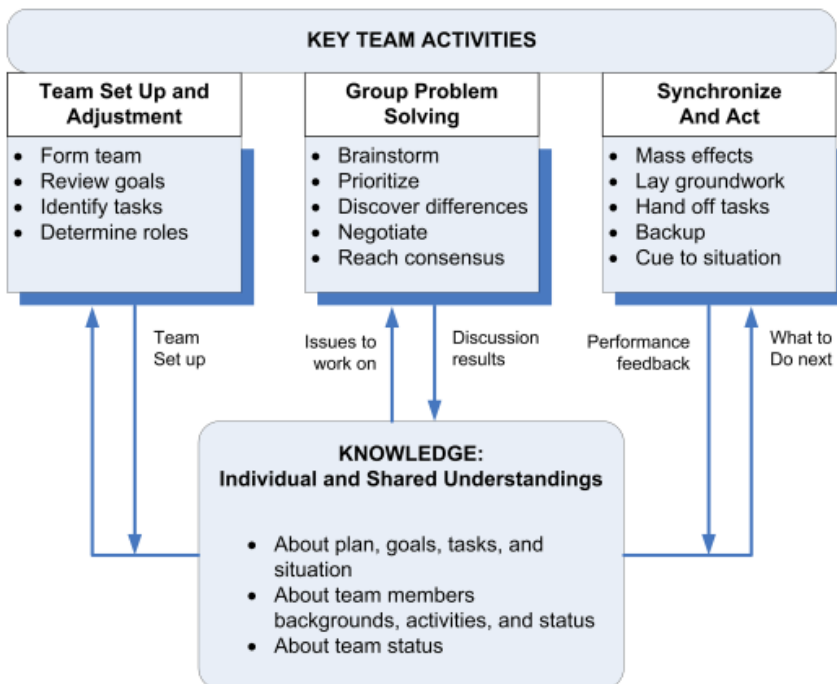 KEY TEAM ACTIVITIES
Team Set Up and
Adjustment
• Form team
• Review goals
• Identify tasks
• Determine roles
Group Problem
Solving
• Brainstorm
• Prioritize
• Discover differences
• Negotiate
• Reach consensus
Synchronize
And Act
• Mass effects
• Lay groundwork
• Hand off tasks
• Backup
• Cue to situation
Team
Set up
Issues to
work on
Discussion
results
Performance
feedback
What to
Do next
KNOWLEDGE:
Individual and Shared Understandings
• About plan, goals, tasks, and
situation
• About team members
backgrounds, activities, and status
• About team status